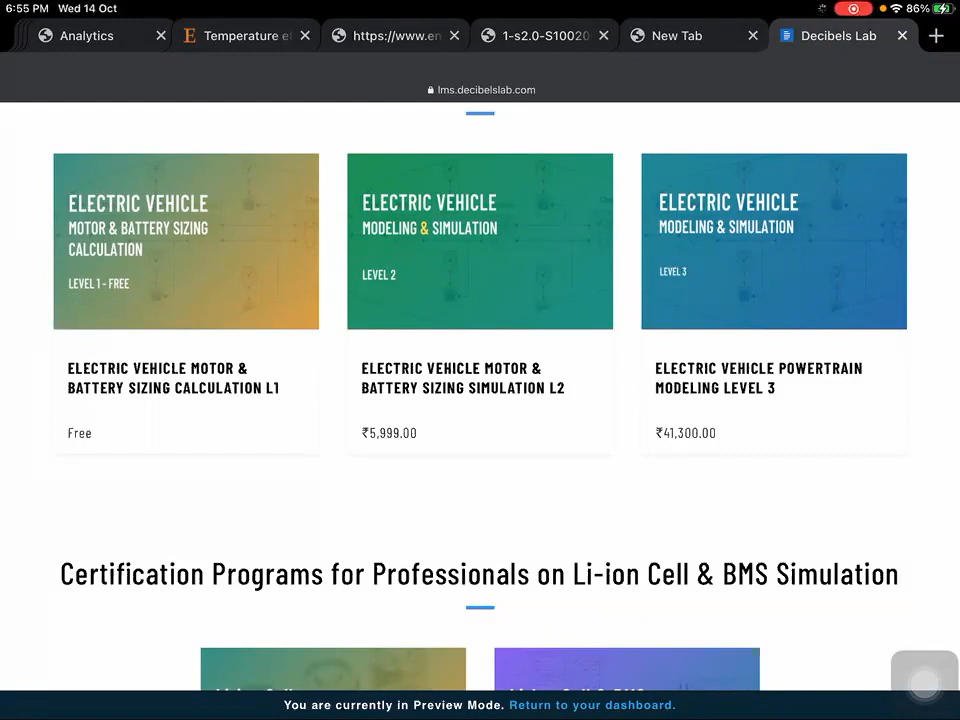 6:55 PM Wed 14 Oct 86%
Analytics
Temperature e
https://www.en
1-s2.0-S10020
New Tab
Decibels Lab
lms.decibelslab.com
ELECTRIC VEHICLE
MOTOR & BATTERY SIZING
CALCULATION
LEVEL 1 - FREE
ELECTRIC VEHICLE
MODELING & SIMULATION
LEVEL 2
ELECTRIC VEHICLE
MODELING & SIMULATION
LEVEL 3
ELECTRIC VEHICLE MOTOR &
BATTERY SIZING CALCULATION L1
Free
ELECTRIC VEHICLE MOTOR &
BATTERY SIZING SIMULATION L2
₹5,999.00
ELECTRIC VEHICLE POWERTRAIN
MODELING LEVEL 3
₹41,300.00
Certification Programs for Professionals on Li-ion Cell & BMS Simulation
You are currently in Preview Mode. Return to your dashboard.